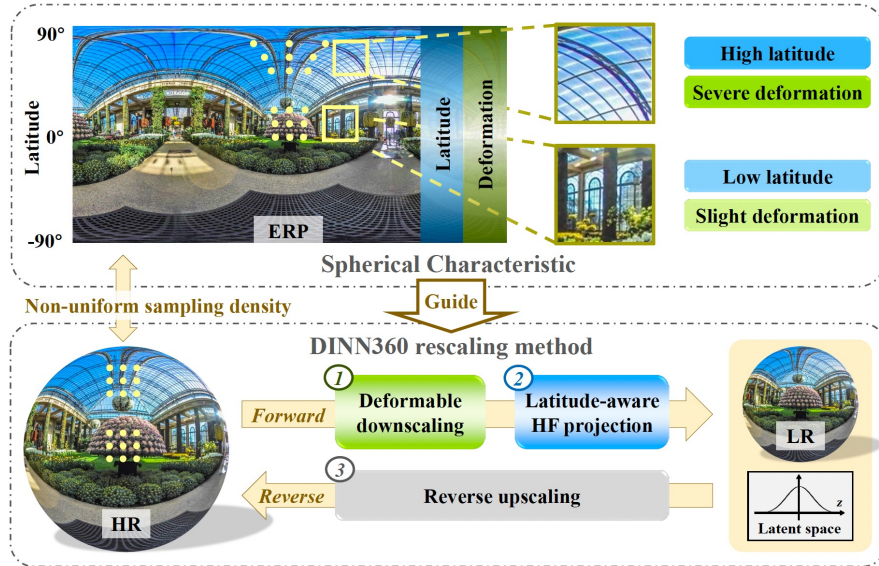 90°
Latitude
0°
-90°
ERP
Latitude
Deformation
High latitude
Severe deformation
Low latitude
Slight deformation
Spherical Characteristic
Non-uniform sampling density
Guide
DINN360 rescaling method
HR
Forward
1
Deformable
downscaling
2
Latitude-aware
HF projection
LR
Reverse
3
Reverse upscaling
z
Latent space